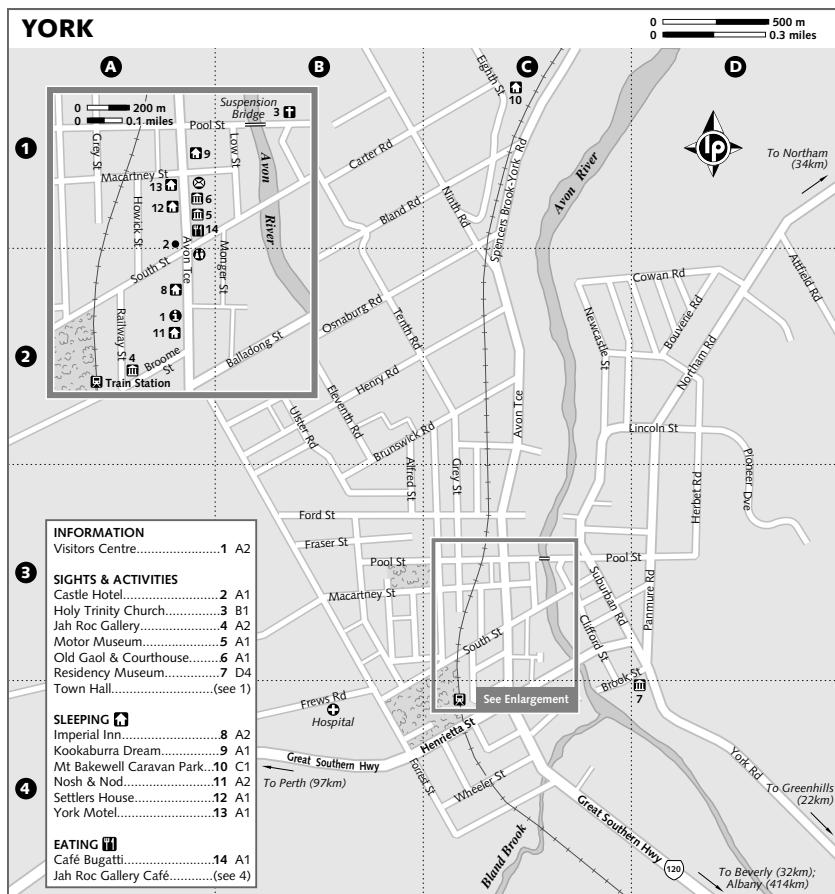 YORK
0 500 m
0 0.3 miles
A
B
C
D
1
2
3
4
0 200 m
0 0.1 miles
Suspension
Bridge
3
Pool St
Grey St
Low St
Avon
River
9
Macartney St
13
6
12
5
14
Howick St
2
Avon Tce
Monger St
South St
8
1
11
Railway St
4
Broome
St
Train Station
Balladong St
Eighth St
10
Carter Rd
Bland Rd
Ninth Rd
Spencers Brook-York Rd
Avon River
lp
To Northam
(34km)
Attfield Rd
Cowan Rd
Bouverie Rd
Newcastle St
Northam Rd
Osnaburg Rd
Tenth Rd
Henry Rd
Eleventh Rd
Ulster Rd
Brunswick Rd
Avon Tce
Lincoln St
Alfred St
Grey St
Pioneer Dve
Herbet Rd
Ford St
Fraser St
Pool St
Pool St
Macartney St
Suburban Rd
Panmure Rd
South St
Clifford St
Brook St
7
See Enlargement
Frews Rd
Hospital
Henrietta St
Great Southern Hwy
To Perth (97km)
Forrest St
Wheeler St
York Rd
To Greenhills
(22km)
Great Southern Hwy
120
Bland Brook
To Beverly (32km);
Albany (414km)
INFORMATION
Visitors Centre.........................1 A2
SIGHTS & ACTIVITIES
Castle Hotel............................2 A1
Holy Trinity Church................3 B1
Jah Roc Gallery......................4 A2
Motor Museum......................5 A1
Old Gaol & Courthouse..........6 A1
Residency Museum................7 D4
Town Hall.........................(see 1)
SLEEPING
Imperial Inn............................8 A2
Kookaburra Dream.................9 A1
Mt Bakewell Caravan Park...10 C1
Nosh & Nod..........................11 A2
Settlers House......................12 A1
York Motel............................13 A1
EATING
Café Bugatti.........................14 A1
Jah Roc Gallery Café........(see 4)